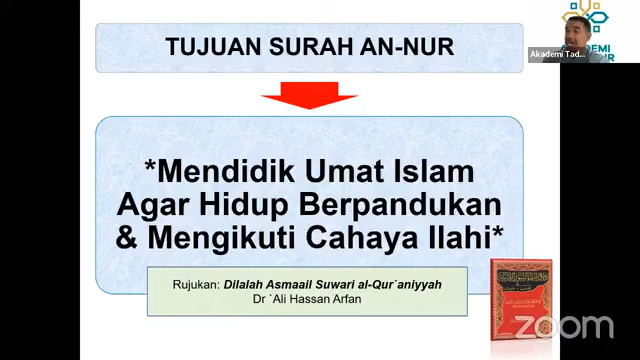 TUJUAN SURAH AN-NUR
Akademi Tad...
*Mendidik Umat Islam
Agar Hidup Berpandukan
& Mengikuti Cahaya Ilahi*
Rujukan: Dilalah Asmaail Suwari al-Qur`aniyyah
Dr `Ali Hassan Arfan
zoom